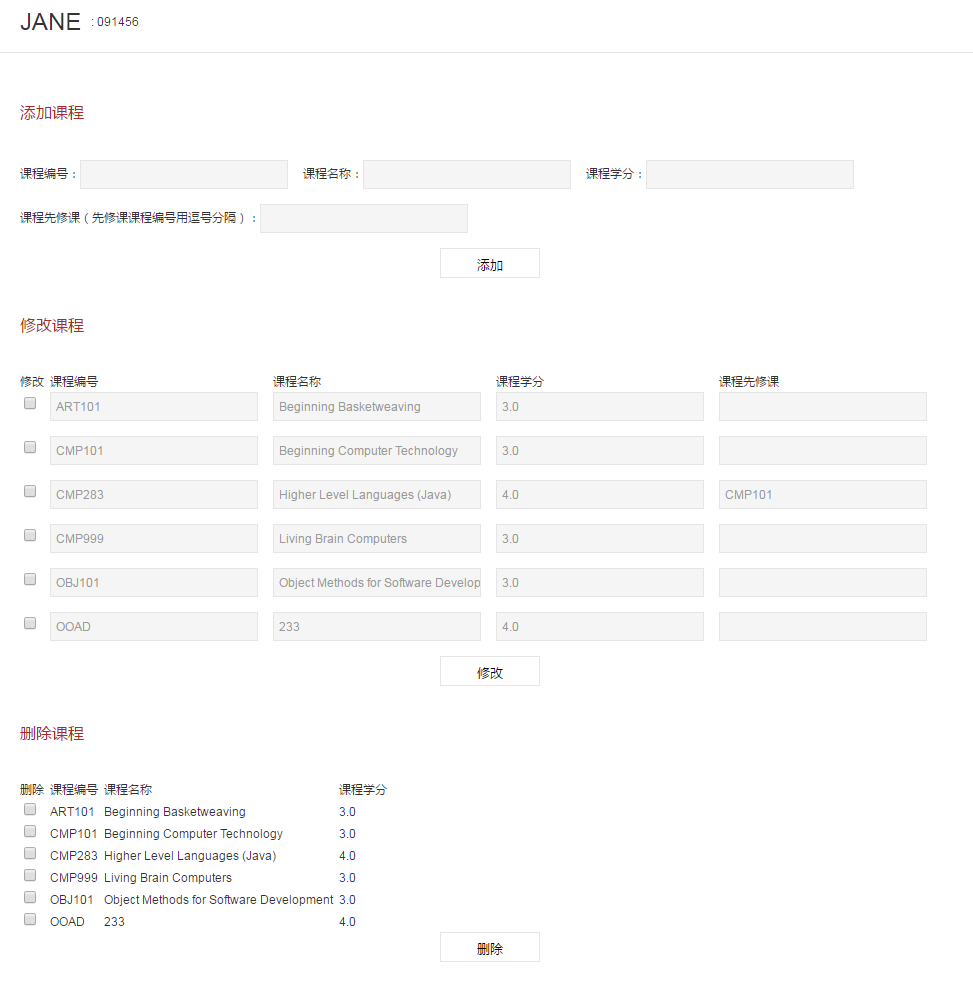 JANE : 091456
添加课程
课程编号： 课程名称： 课程学分：
课程先修课（先修课课程编号用逗号分隔）：
添加
修改课程
修改 课程编号 课程名称 课程学分 课程先修课
ART101 Beginning Basketweaving 3.0
CMP101 Beginning Computer Technology 3.0
CMP283 Higher Level Languages (Java) 4.0 CMP101
CMP999 Living Brain Computers 3.0
OBJ101 Object Methods for Software Develop 3.0
OOAD 233 4.0
修改
删除课程
删除 课程编号 课程名称 课程学分
ART101 Beginning Basketweaving 3.0
CMP101 Beginning Computer Technology 3.0
CMP283 Higher Level Languages (Java) 4.0
CMP999 Living Brain Computers 3.0
OBJ101 Object Methods for Software Development 3.0
OOAD 233 4.0
删除